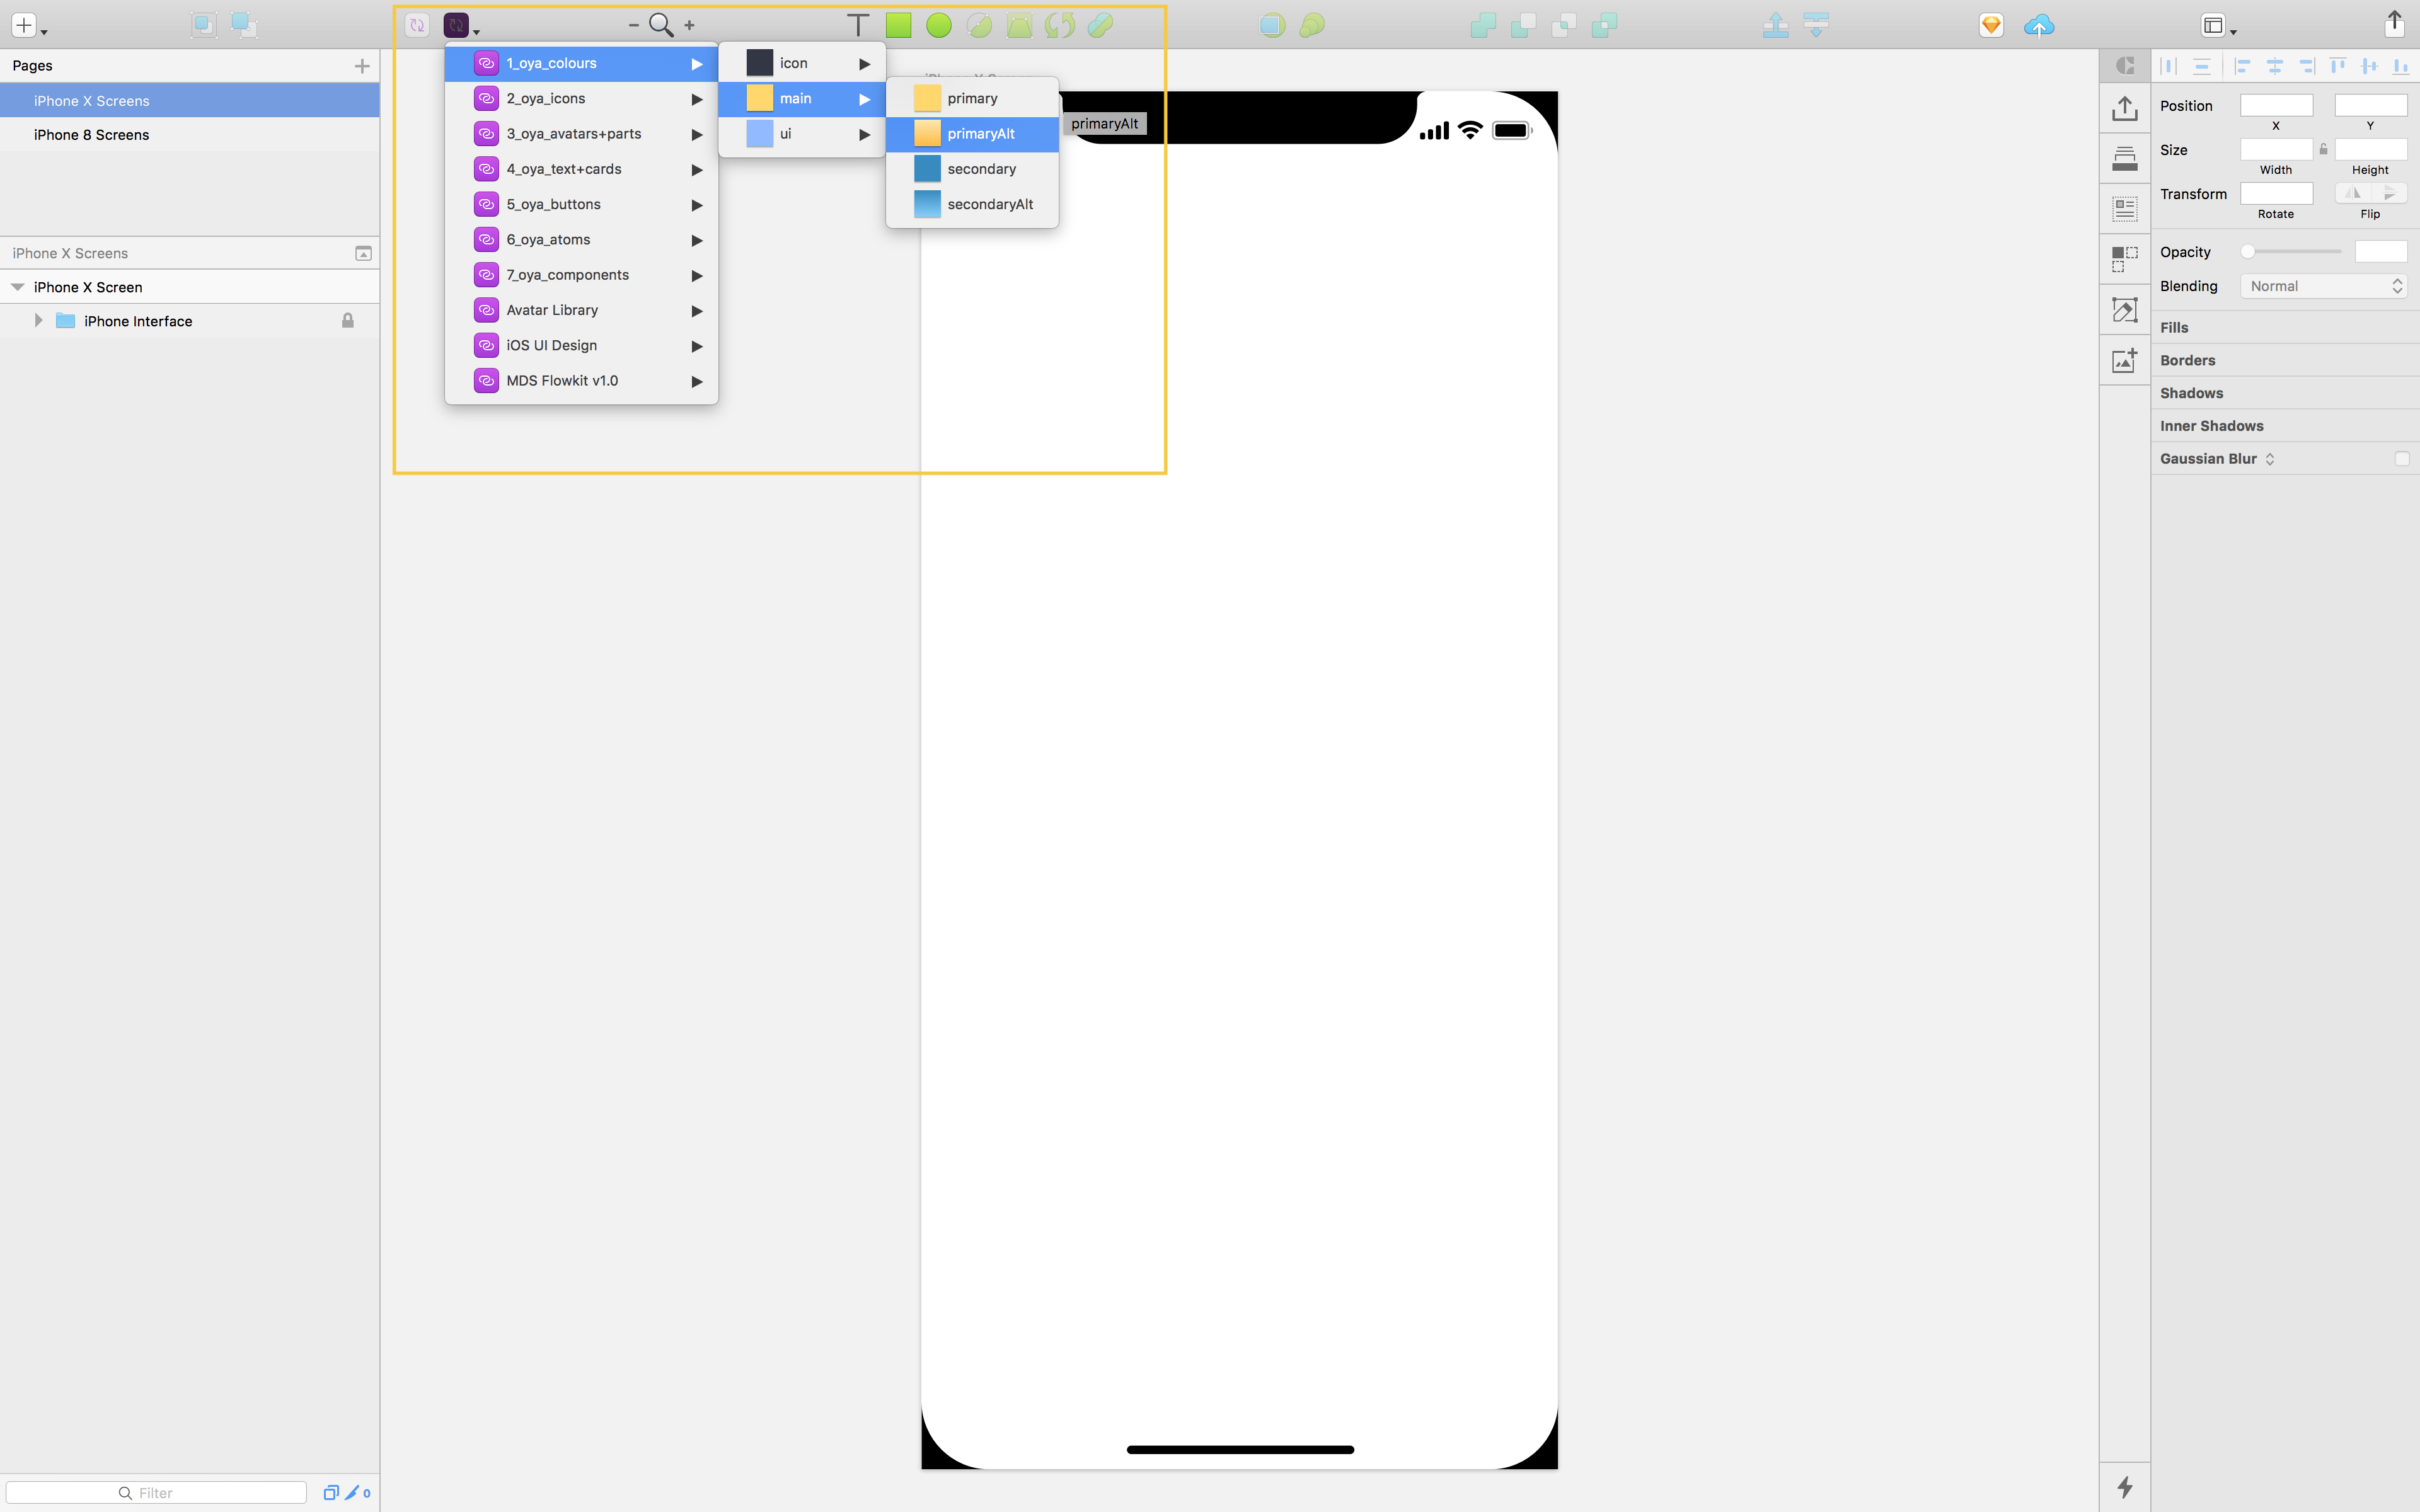 Pages
iPhone X Screens
iPhone 8 Screens
iPhone X Screens
iPhone X Screen
iPhone Interface
Filter
0
1_oya_colours
2_oya_icons
3_oya_avatars+parts
4_oya_text+cards
5_oya_buttons
6_oya_atoms
7_oya_components
Avatar Library
iOS UI Design
MDS Flowkit v1.0
icon
main
ui
primary
primaryAlt
secondary
secondaryAlt
primaryAlt
Position
X
Y
Size
Width
Height
Transform
Rotate
Flip
Opacity
Blending
Normal
Fills
Borders
Shadows
Inner Shadows
Gaussian Blur